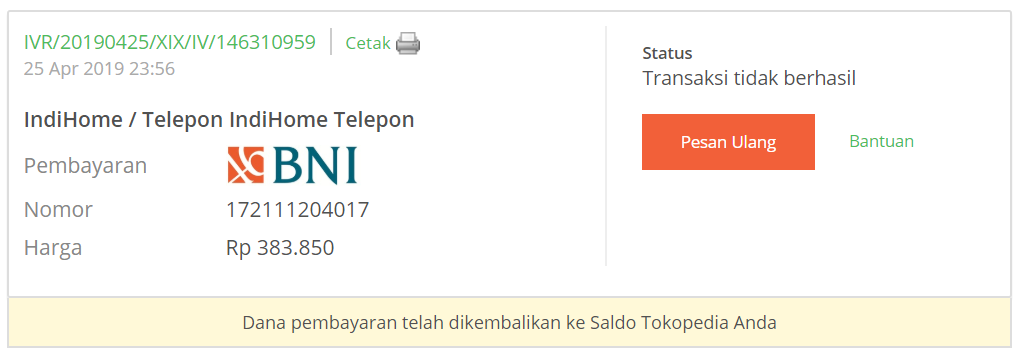 IVR/20190425/XIX/IV/146310959 Cetak
25 Apr 2019 23:56
IndiHome / Telepon IndiHome Telepon
Pembayaran BNI
Nomor 172111204017
Harga Rp 383.850
Status
Transaksi tidak berhasil
Pesan Ulang Bantuan
Dana pembayaran telah dikembalikan ke Saldo Tokopedia Anda